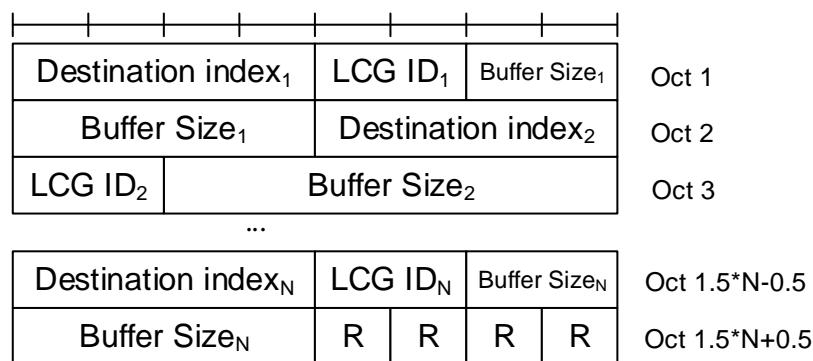 Destination index₁ LCG ID₁ Buffer Size₁ Oct 1
Buffer Size₁ Destination index₂ Oct 2
LCG ID₂ Buffer Size₂ Oct 3
...
Destination indexN LCG IDN Buffer SizeN Oct 1.5*N-0.5
Buffer SizeN R R R R Oct 1.5*N+0.5